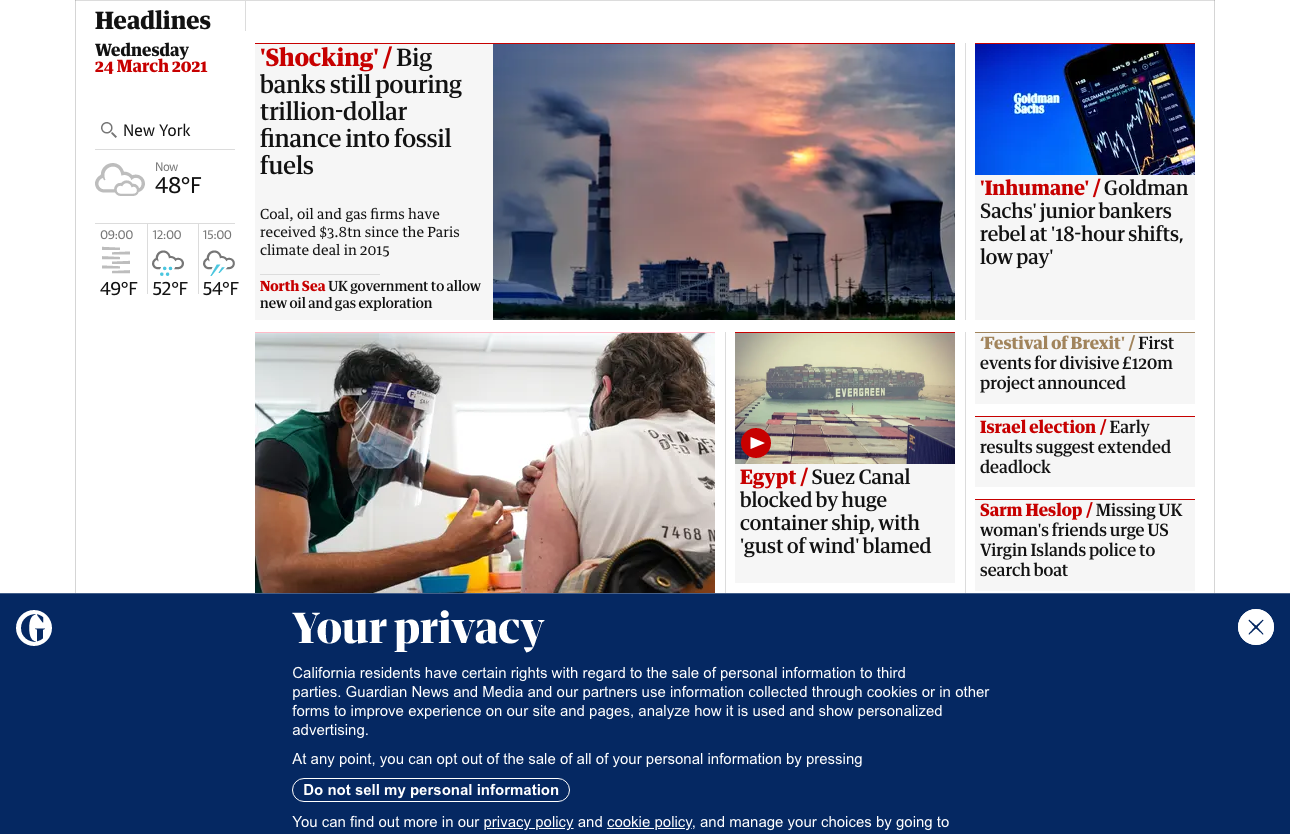 Headlines
Wednesday
24 March 2021
New York
Now
48°F
09:00
12:00
15:00
49°F
52°F
54°F
'Shocking' / Big
banks still pouring
trillion-dollar
finance into fossil
fuels
Coal, oil and gas firms have
received $3.8tn since the Paris
climate deal in 2015
North Sea UK government to allow
new oil and gas exploration
Goldman
Sachs
'Inhumane' / Goldman
Sachs' junior bankers
rebel at '18-hour shifts,
low pay'
7468
EVERGREEN
Egypt / Suez Canal
blocked by huge
container ship, with
'gust of wind' blamed
‘Festival of Brexit’ / First
events for divisive £120m
project announced
Israel election / Early
results suggest extended
deadlock
Sarm Heslop / Missing UK
woman's friends urge US
Virgin Islands police to
search boat
Your privacy
California residents have certain rights with regard to the sale of personal information to third
parties. Guardian News and Media and our partners use information collected through cookies or in other
forms to improve experience on our site and pages, analyze how it is used and show personalized
advertising.
At any point, you can opt out of the sale of all of your personal information by pressing
Do not sell my personal information
You can find out more in our privacy policy and cookie policy, and manage your choices by going to